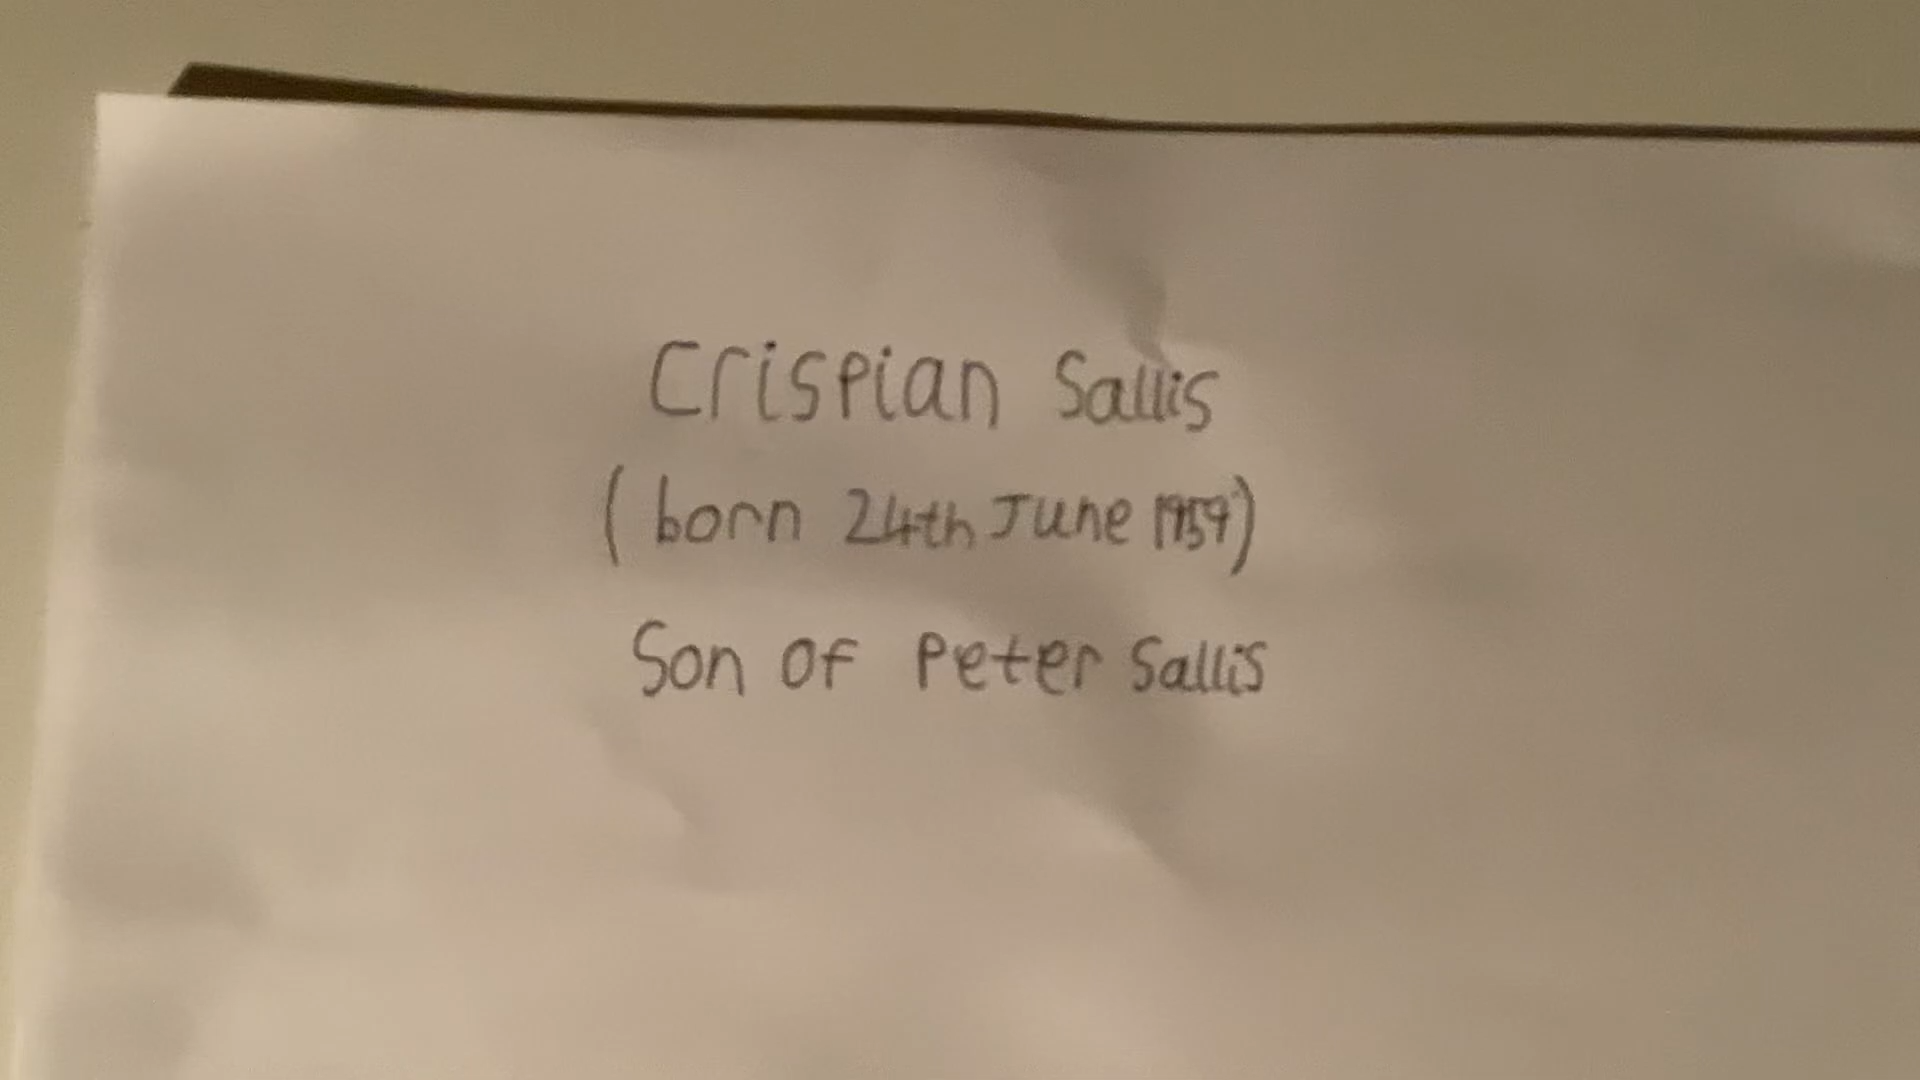 Crispian Sallis
(born 24th June 1959)
Son of Peter Sallis